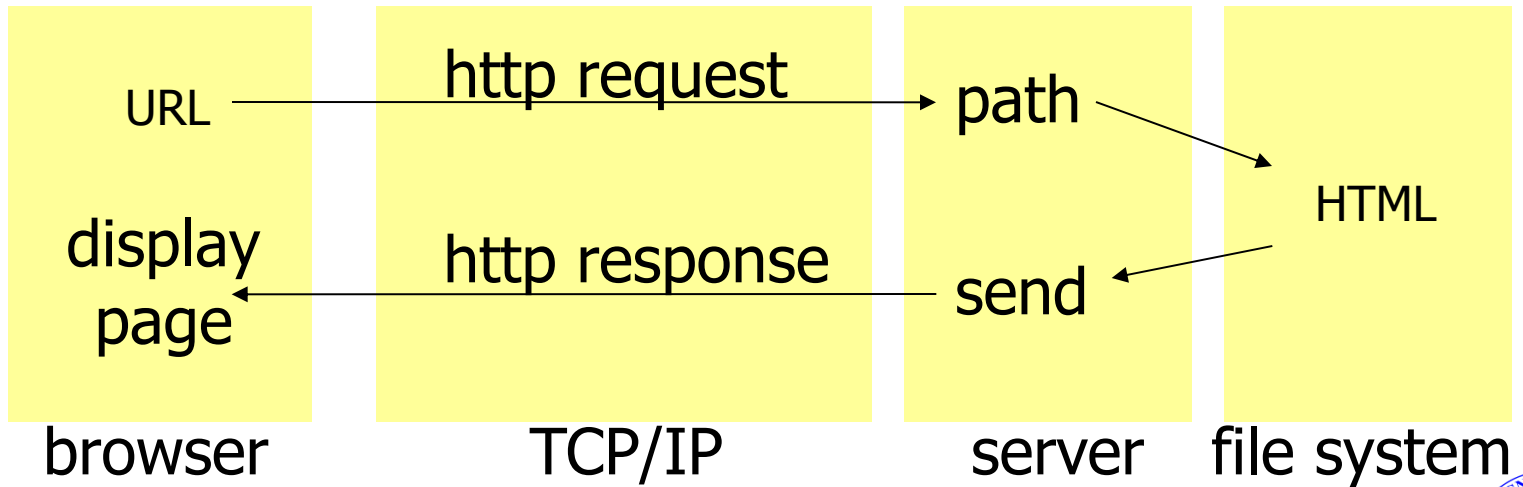 URL
http request
path
HTML
display
page
http response
send
browser
TCP/IP
server
file system